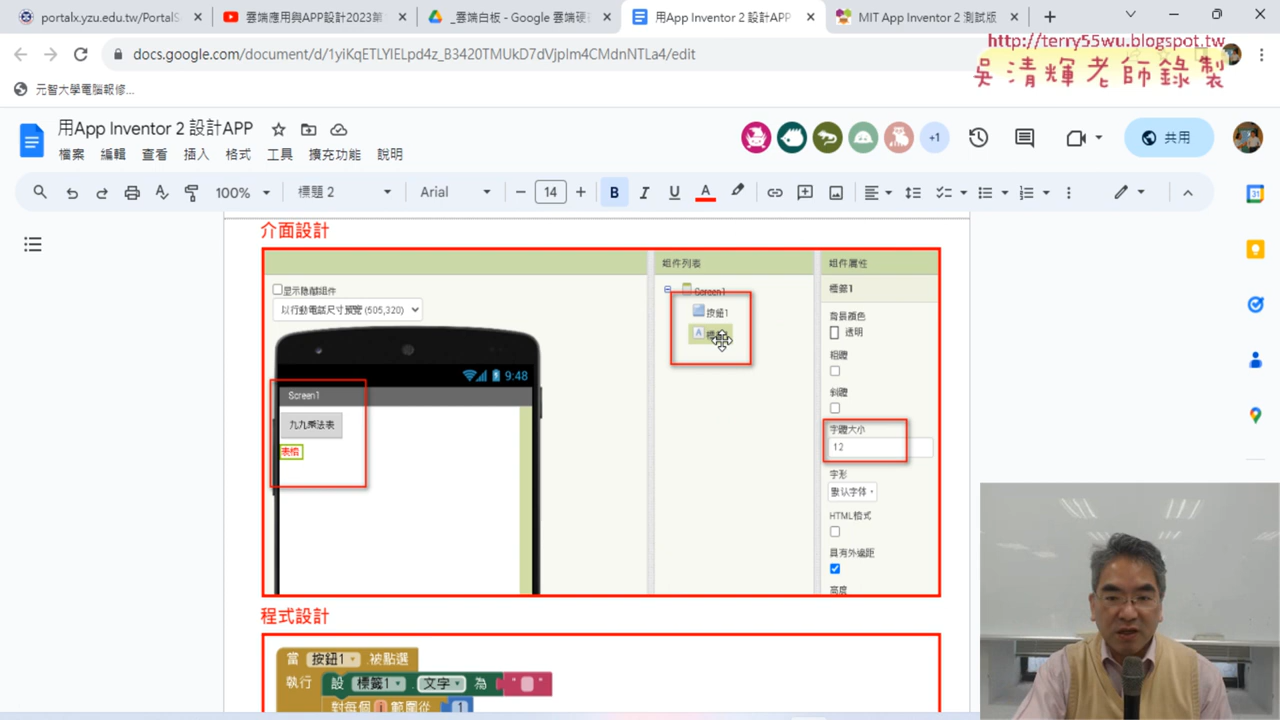 portalx.yzu.edu.tw/PortalS
雲端應用與APP設計2023第
_雲端白板 - Google 雲端硬
用App Inventor 2 設計APP
MIT App Inventor 2 測試版
docs.google.com/document/d/1yiKqETLYlELpd4z_B3420TMUkD7dVjplm4CMdnNTLa4/edit
http://terry55wu.blogspot.tw
吳清輝老師錄製
元智大學電腦報修...
用App Inventor 2 設計APP
檔案 編輯 查看 插入 格式 工具 擴充功能 說明
+1
共用
100% 標題 2 Arial 14 B I U A
介面設計
組件列表 組件屬性
顯示隱藏組件
以行動電話尺寸預覽 (505,320)
Screen1
按鈕1
標籤1
背景顏色
透明
粗體
斜體
字體大小
12
字形
默认字体
HTML格式
具有外邊距
高度
9:48
Screen1
九九乘法表
表格
程式設計
當 按鈕1 .被點選
執行 設 標籤1 . 文字 為 " "
對每個 i 範圍從 1